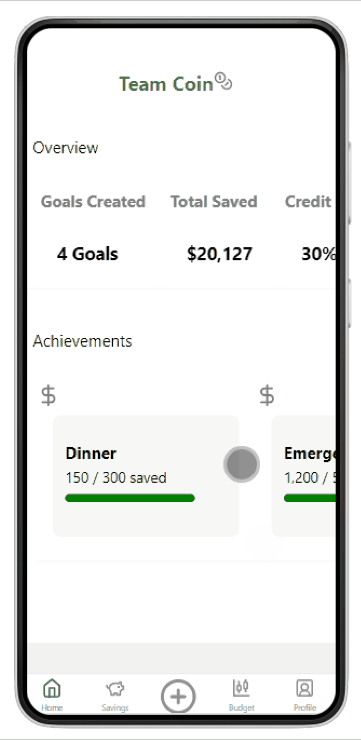 Team Coin
Overview
Goals Created Total Saved Credit
4 Goals $20,127 30%
Achievements
$ $
Dinner Emerge
150 / 300 saved 1,200 / 5
Home Savings Budget Profile